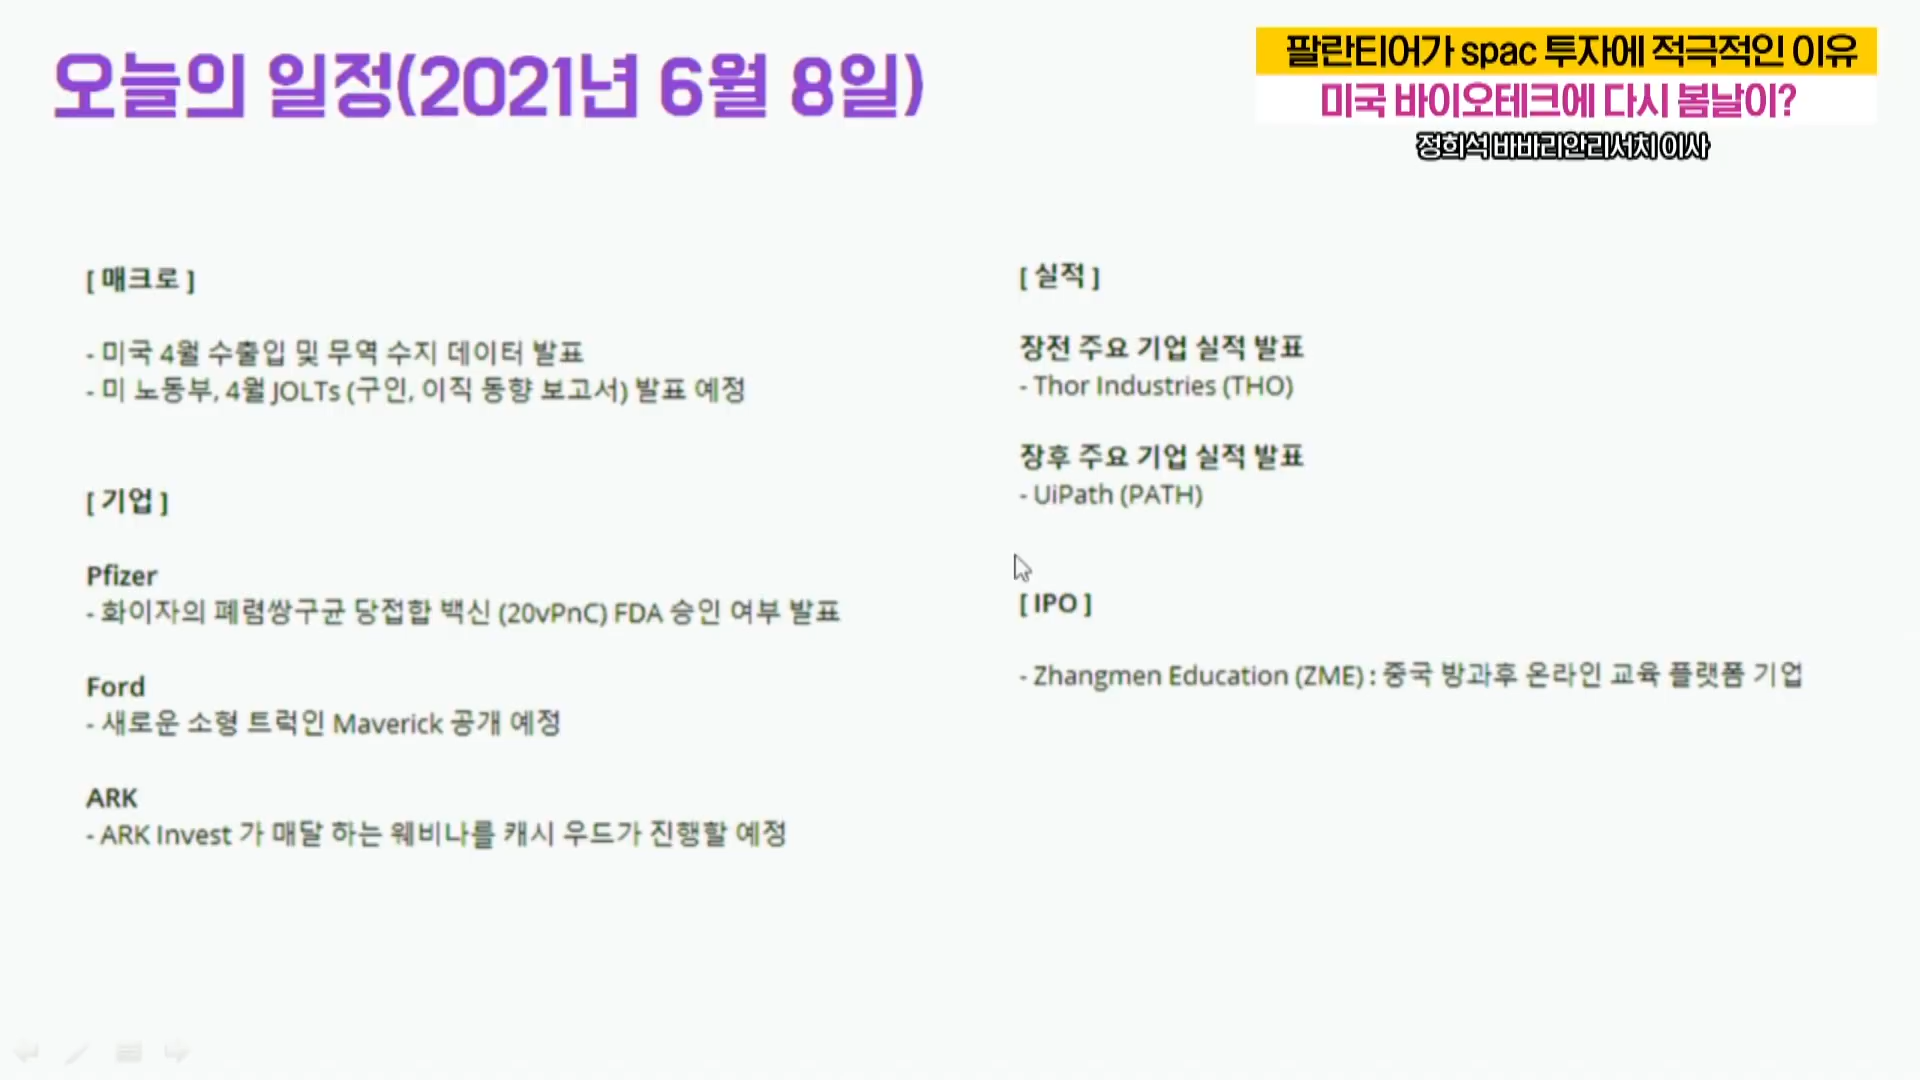 오늘의 일정(2021년 6월 8일)
팔란티어가 spac 투자에 적극적인 이유
미국 바이오테크에 다시 봄날이?
정희석 바바리안리서치 이사
[ 매크로 ]
- 미국 4월 수출입 및 무역 수지 데이터 발표
- 미 노동부, 4월 JOLTs (구인, 이직 동향 보고서) 발표 예정
[ 기업 ]
Pfizer
- 화이자의 폐렴쌍구균 당접합 백신 (20vPnC) FDA 승인 여부 발표
Ford
- 새로운 소형 트럭인 Maverick 공개 예정
ARK
- ARK Invest 가 매달 하는 웨비나를 캐시 우드가 진행할 예정
[ 실적 ]
장전 주요 기업 실적 발표
- Thor Industries (THO)
장후 주요 기업 실적 발표
- UiPath (PATH)
[ IPO ]
- Zhangmen Education (ZME) : 중국 방과후 온라인 교육 플랫폼 기업